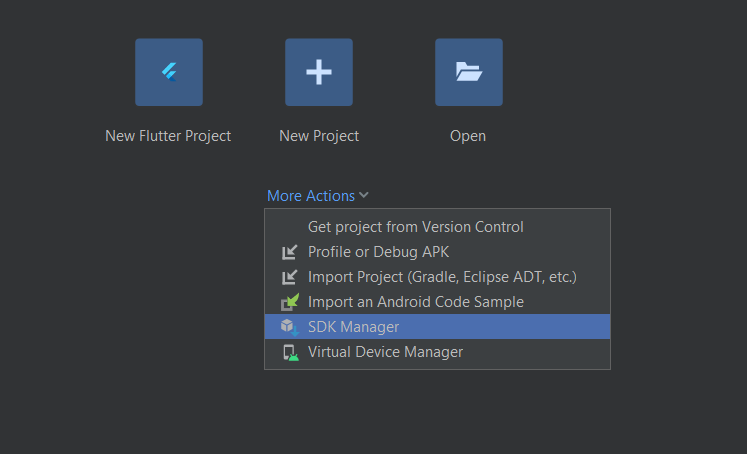 New Flutter Project
New Project
Open
More Actions
Get project from Version Control
Profile or Debug APK
Import Project (Gradle, Eclipse ADT, etc.)
Import an Android Code Sample
SDK Manager
Virtual Device Manager